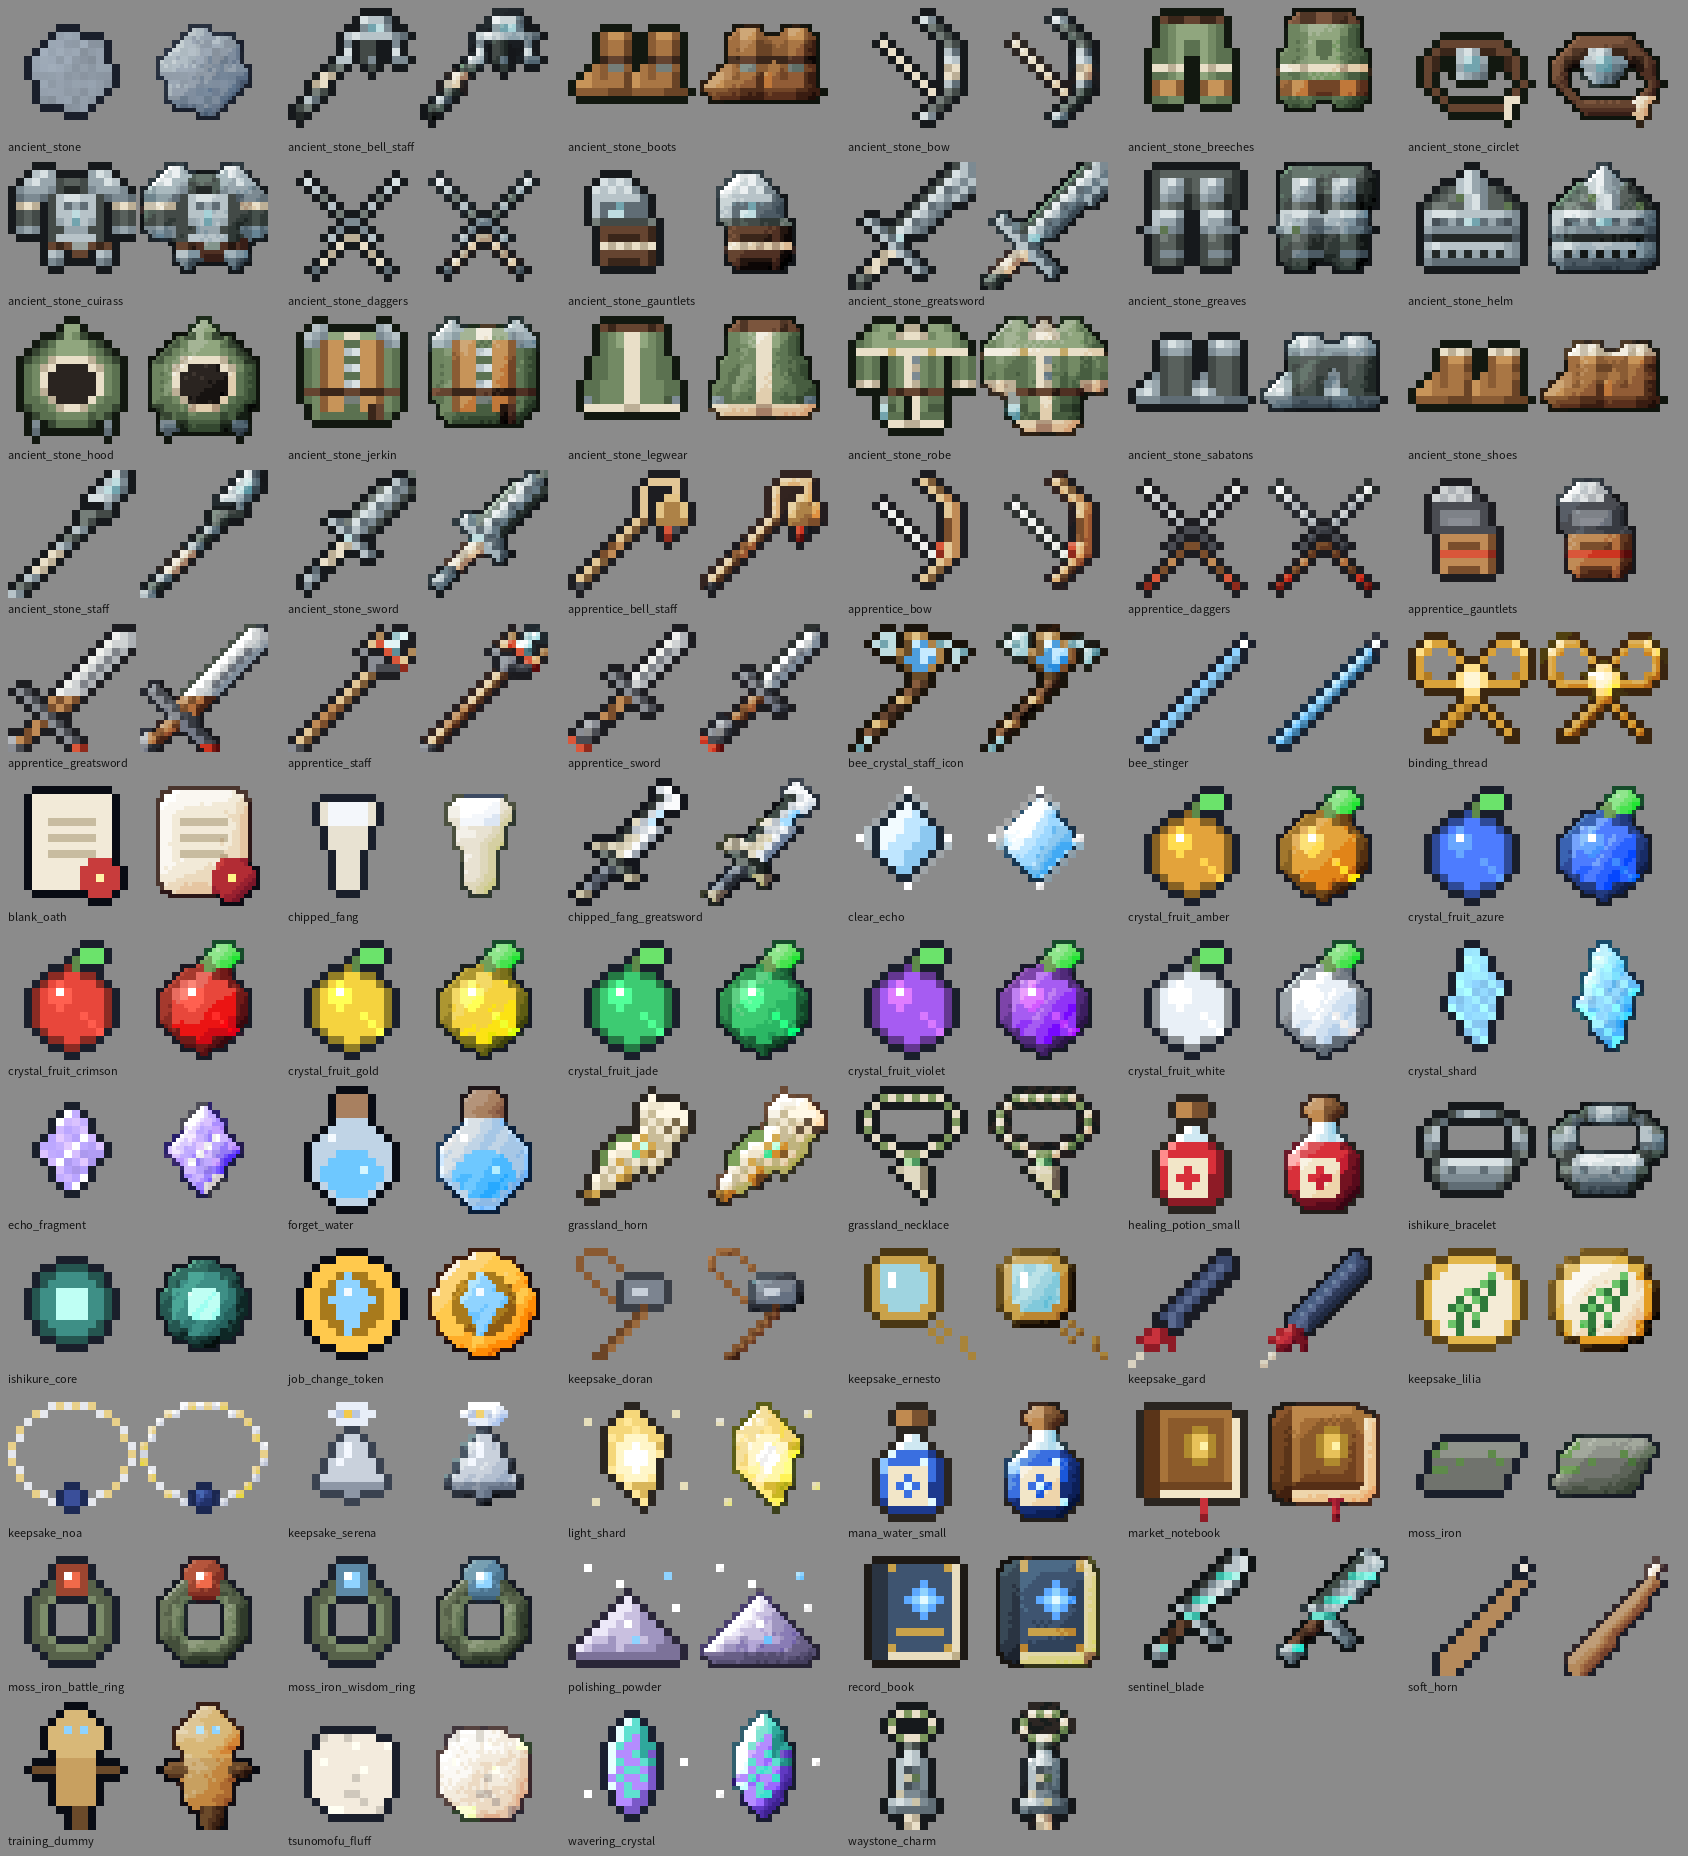 ancient_stone ancient_stone_bell_staff ancient_stone_boots ancient_stone_bow ancient_stone_breeches ancient_stone_circlet
ancient_stone_cuirass ancient_stone_daggers ancient_stone_gauntlets ancient_stone_greatsword ancient_stone_greaves ancient_stone_helm
ancient_stone_hood ancient_stone_jerkin ancient_stone_legwear ancient_stone_robe ancient_stone_sabatons ancient_stone_shoes
ancient_stone_staff ancient_stone_sword apprentice_bell_staff apprentice_bow apprentice_daggers apprentice_gauntlets
apprentice_greatsword apprentice_staff apprentice_sword bee_crystal_staff_icon bee_stinger binding_thread
blank_oath chipped_fang chipped_fang_greatsword clear_echo crystal_fruit_amber crystal_fruit_azure
crystal_fruit_crimson crystal_fruit_gold crystal_fruit_jade crystal_fruit_violet crystal_fruit_white crystal_shard
echo_fragment forget_water grassland_horn grassland_necklace healing_potion_small ishikure_bracelet
ishikure_core job_change_token keepsake_doran keepsake_ernesto keepsake_gard keepsake_lilia
keepsake_noa keepsake_serena light_shard mana_water_small market_notebook moss_iron
moss_iron_battle_ring moss_iron_wisdom_ring polishing_powder record_book sentinel_blade soft_horn
training_dummy tsunomofu_fluff wavering_crystal waystone_charm